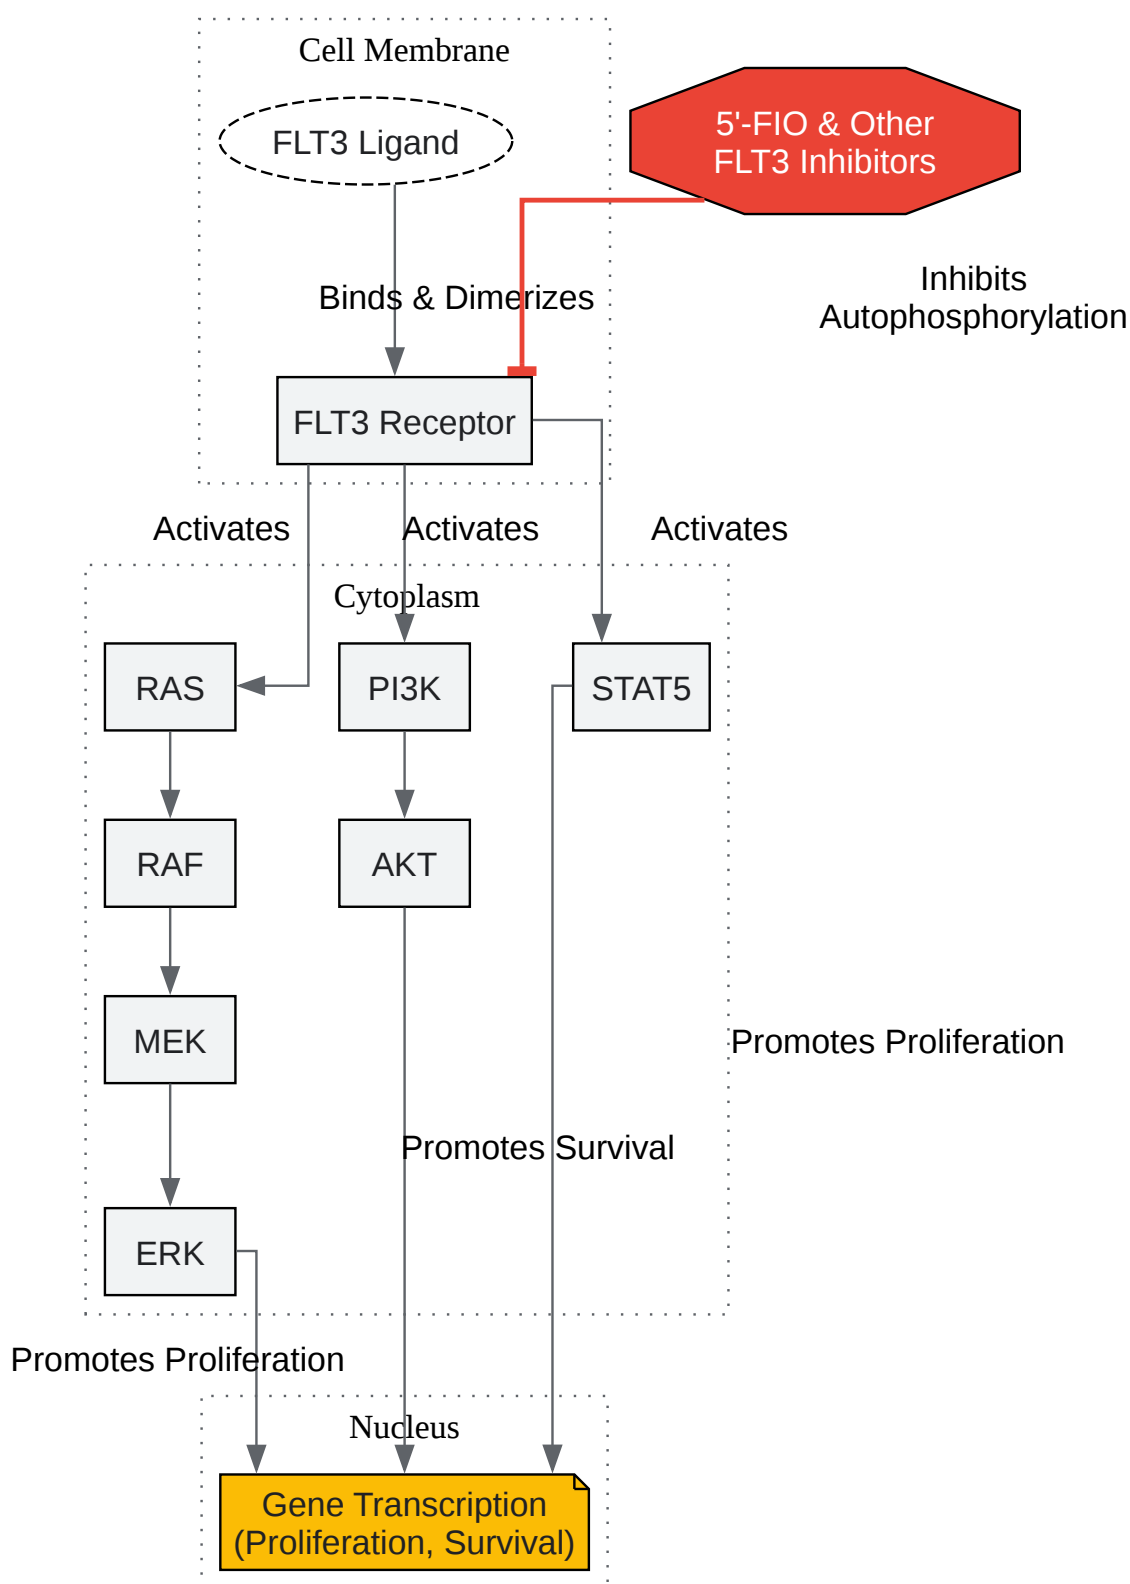 Cell Membrane
FLT3 Ligand
5'-FIO & Other
FLT3 Inhibitors
Inhibits
Autophosphorylation
Binds & Dimerizes
FLT3 Receptor
Activates
Activates
Activates
Cytoplasm
RAS
PI3K
STAT5
RAF
AKT
MEK
Promotes Proliferation
Promotes Survival
ERK
Promotes Proliferation
Nucleus
Gene Transcription
(Proliferation, Survival)